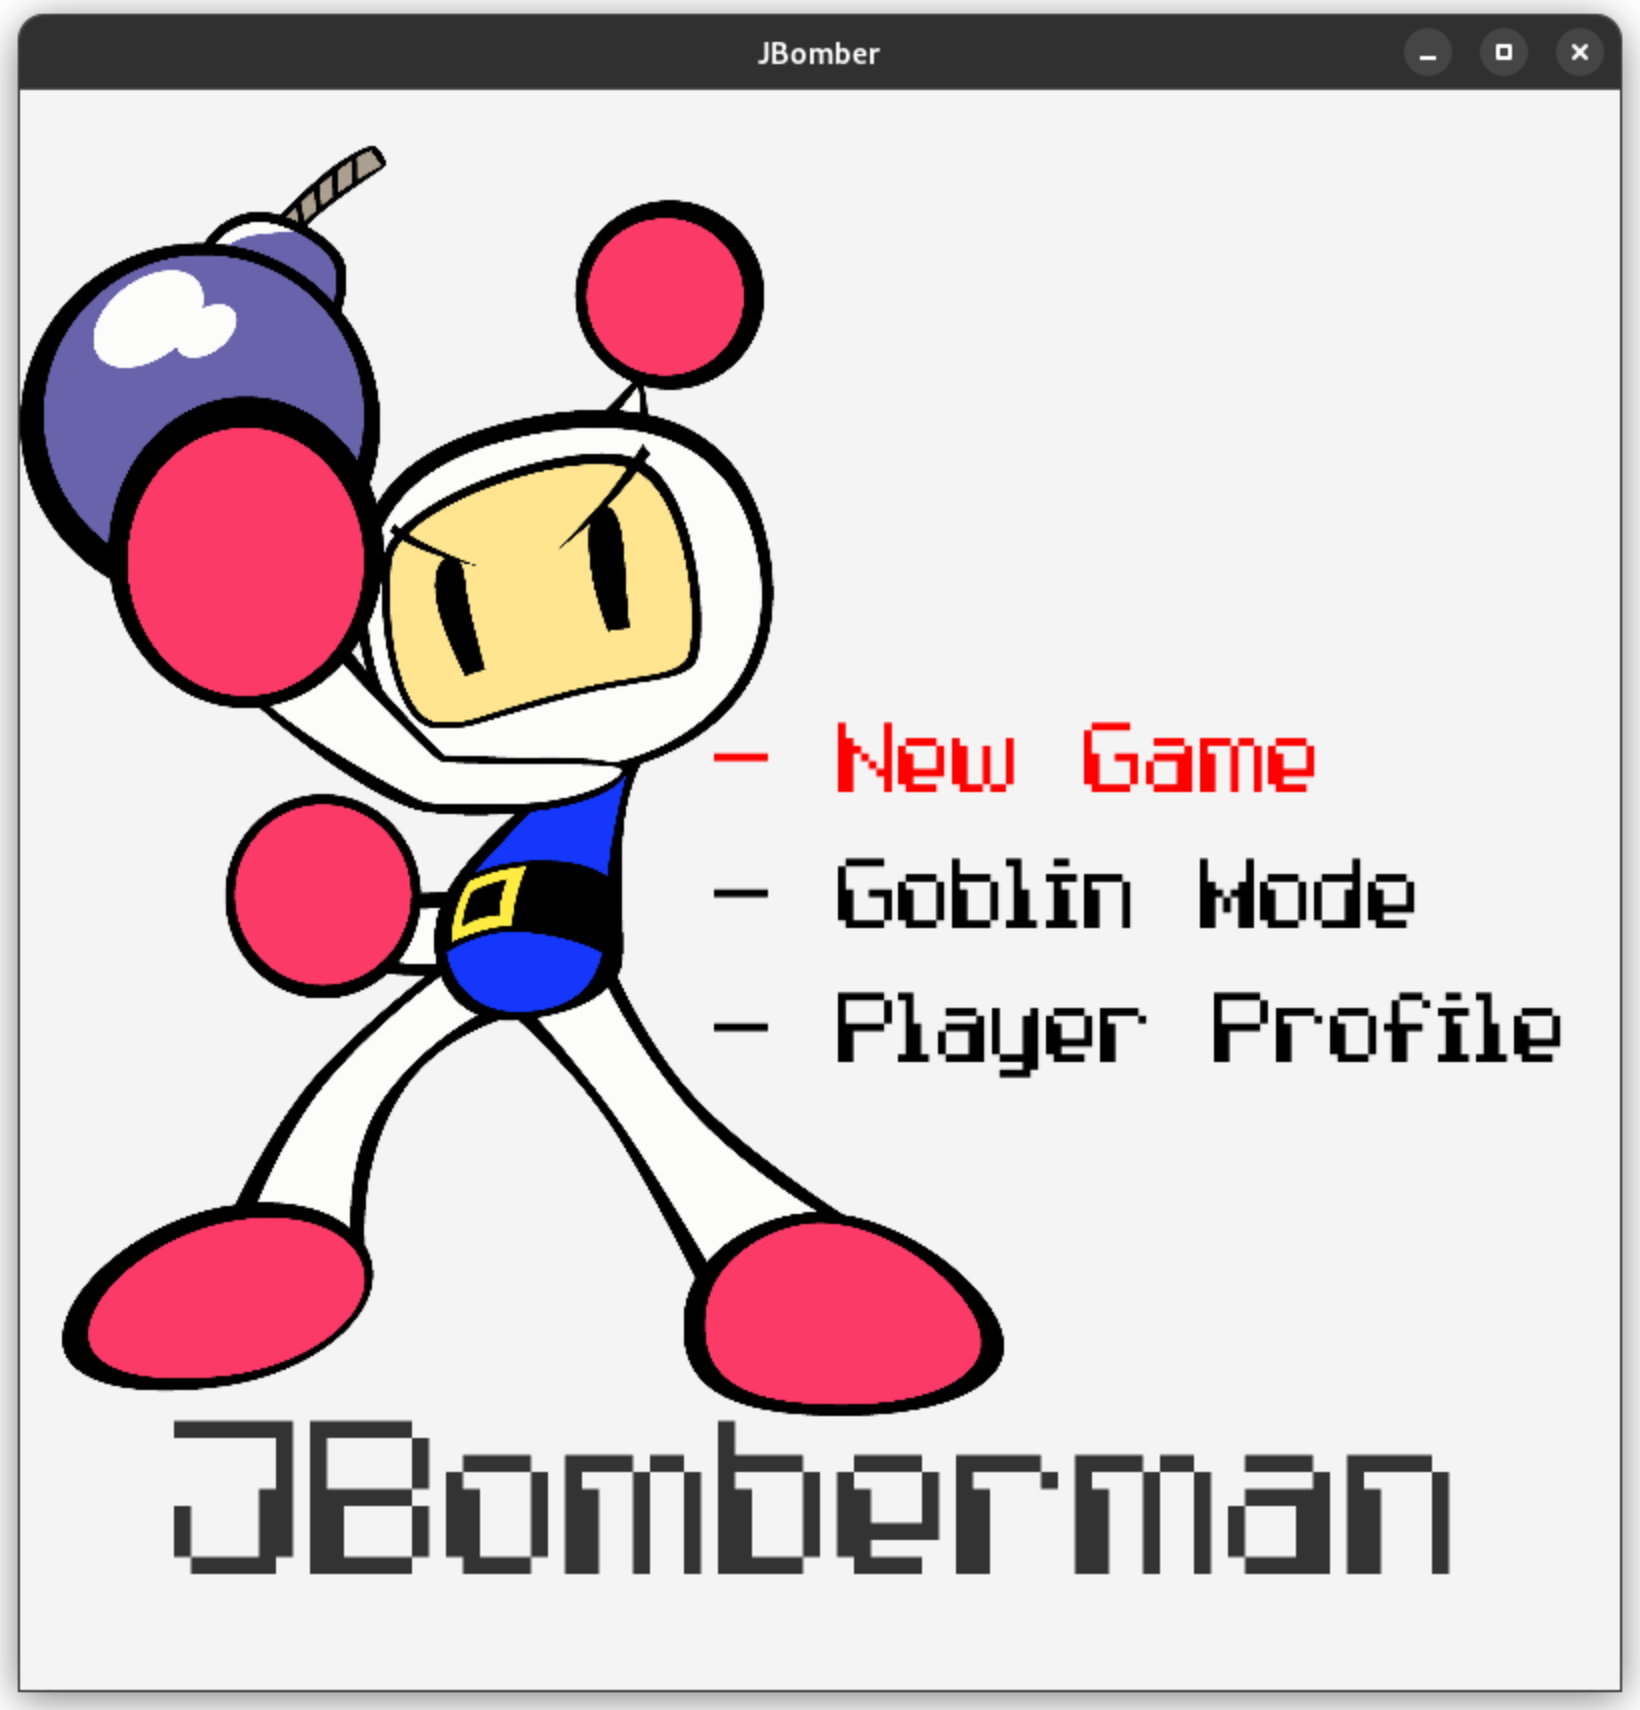 JBomber
- New Game
- Goblin Mode
- Player Profile
JBomberman